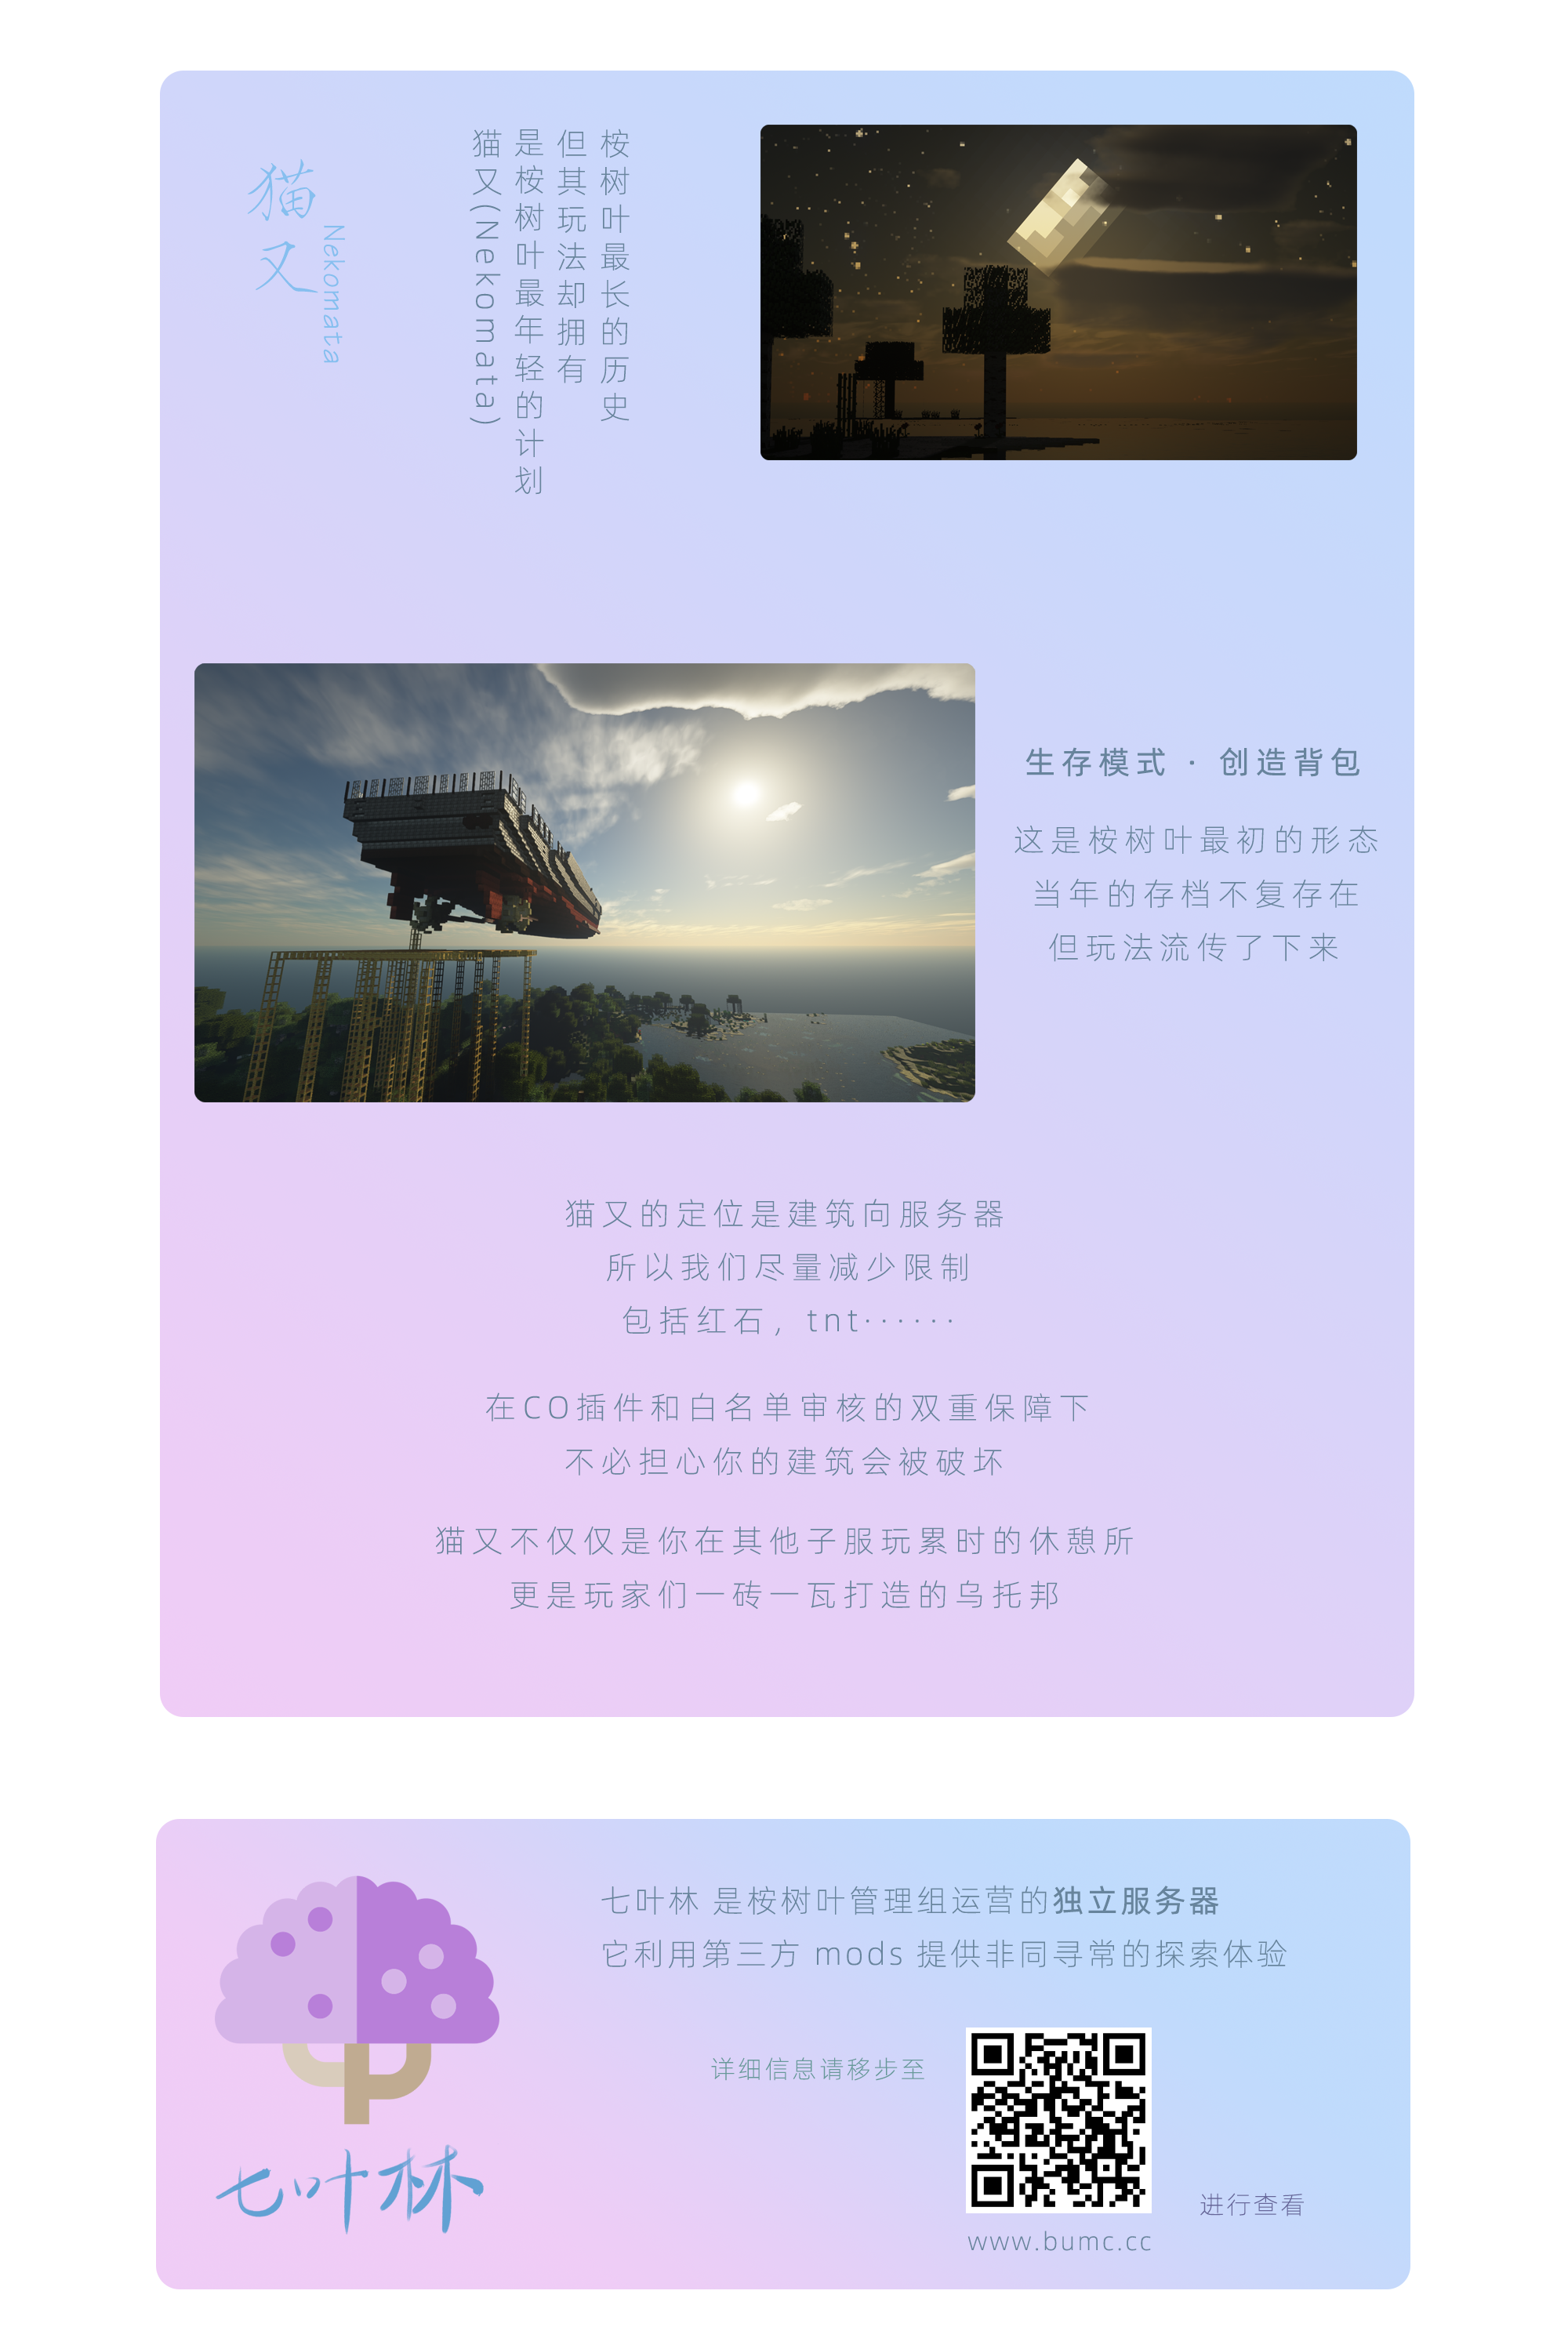 猫又
Nekomata
猫又(Nekomata)
是桉树叶最年轻的计划
但其玩法却拥有
桉树叶最长的历史
生存模式 · 创造背包
这是桉树叶最初的形态
当年的存档不复存在
但玩法流传了下来
猫又的定位是建筑向服务器
所以我们尽量减少限制
包括红石，tnt······
在CO插件和白名单审核的双重保障下
不必担心你的建筑会被破坏
猫又不仅仅是你在其他子服玩累时的休憩所
更是玩家们一砖一瓦打造的乌托邦
七叶林 是桉树叶管理组运营的独立服务器
它利用第三方 mods 提供非同寻常的探索体验
详细信息请移步至
进行查看
www.bumc.cc
七叶林